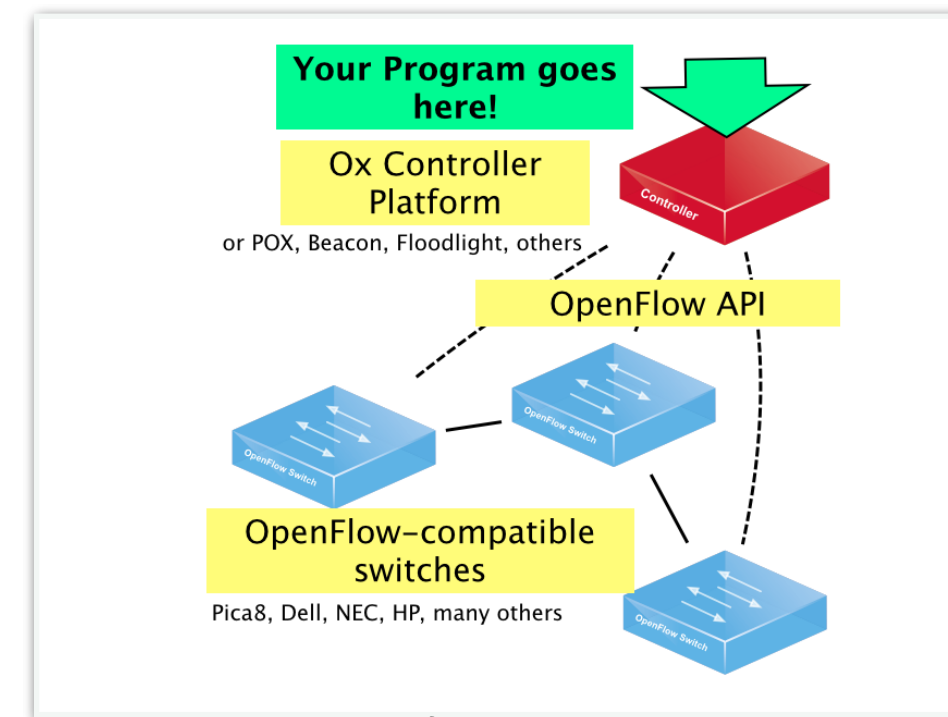 Your Program goes
here!
Ox Controller
Platform
or POX, Beacon, Floodlight, others
Controller
OpenFlow API
OpenFlow Switch
OpenFlow Switch
OpenFlow-compatible
switches
Pica8, Dell, NEC, HP, many others
OpenFlow Switch